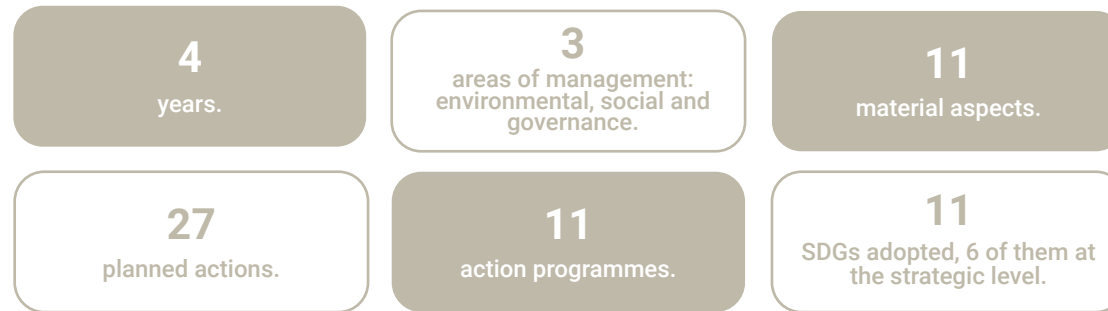 4
years.
3
areas of management:
environmental, social and
governance.
11
material aspects.
27
planned actions.
11
action programmes.
11
SDGs adopted, 6 of them at
the strategic level.